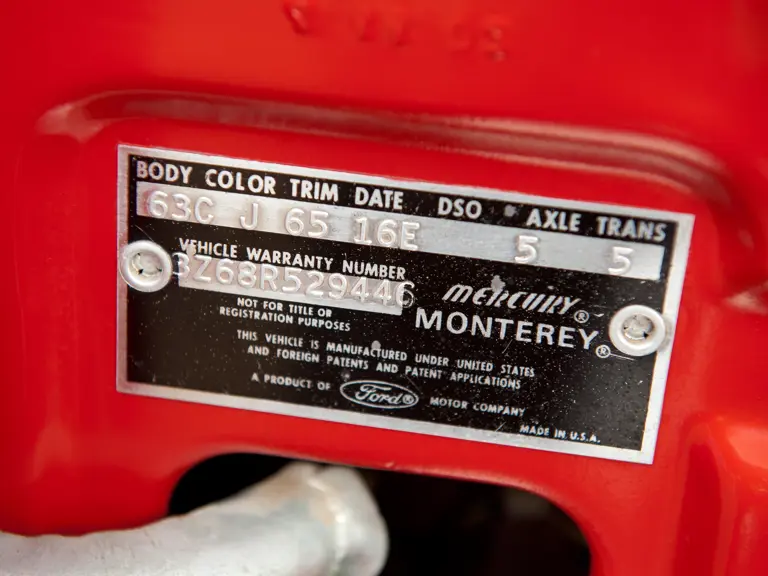 BODY COLOR TRIM DATE DSO AXLE TRANS
63C J 65 16E 5 5
VEHICLE WARRANTY NUMBER
3Z68R529446
NOT FOR TITLE OR
REGISTRATION PURPOSES
MERCURY®
MONTEREY®
THIS VEHICLE IS MANUFACTURED UNDER UNITED STATES
AND FOREIGN PATENTS AND PATENT APPLICATIONS
A PRODUCT OF Ford® MOTOR COMPANY
MADE IN U.S.A.